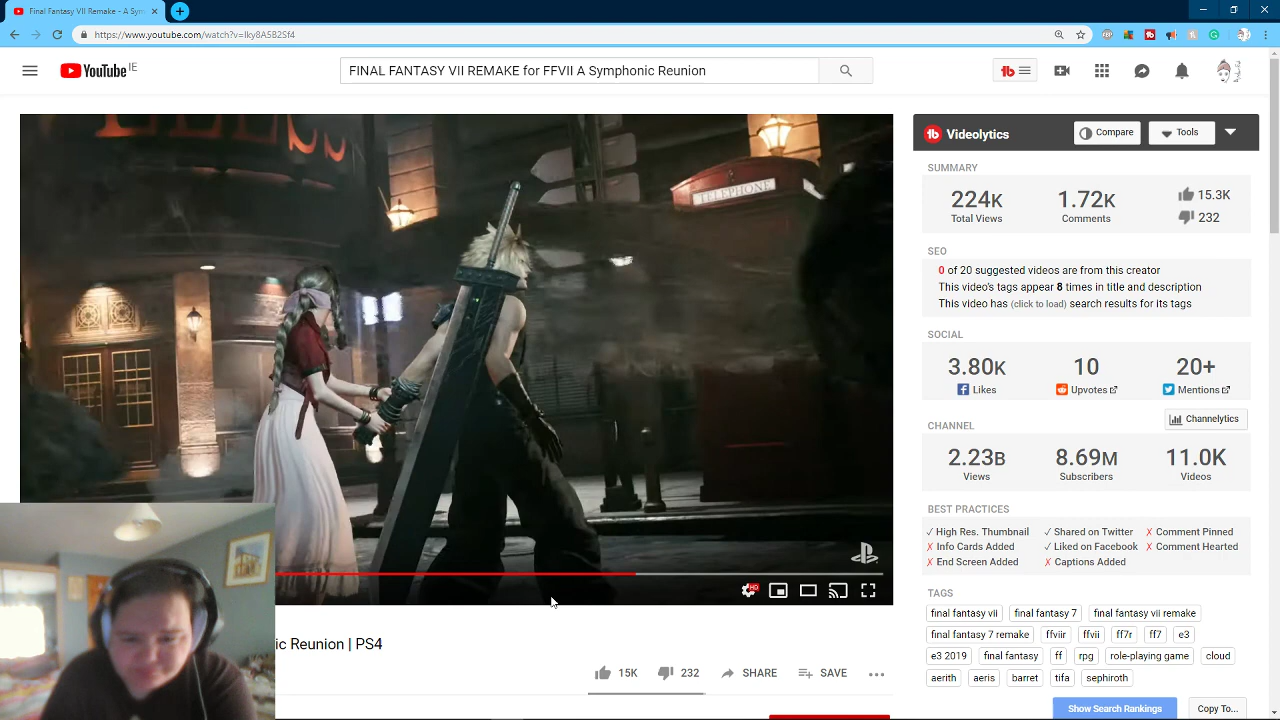 Final Fantasy VII Remake - A Sym
https://www.youtube.com/watch?v=Iky8A5B2Sf4
YouTube IE
FINAL FANTASY VII REMAKE for FFVII A Symphonic Reunion
TELEPHONE
HD
ic Reunion | PS4
15K 232 SHARE SAVE
Videolytics Compare Tools
SUMMARY
224K 1.72K 15.3K
Total Views Comments 232
SEO
0 of 20 suggested videos are from this creator
This video's tags appear 8 times in title and description
This video has (click to load) search results for its tags
SOCIAL
3.80K 10 20+
Likes Upvotes Mentions
CHANNEL Channelytics
2.23B 8.69M 11.0K
Views Subscribers Videos
BEST PRACTICES
✓ High Res. Thumbnail ✓ Shared on Twitter ✗ Comment Pinned
✗ Info Cards Added ✓ Liked on Facebook ✗ Comment Hearted
✗ End Screen Added ✗ Captions Added
TAGS
final fantasy vii final fantasy 7 final fantasy vii remake
final fantasy 7 remake ffviir ffvii ff7r ff7 e3
e3 2019 final fantasy ff rpg role-playing game cloud
aerith aeris barret tifa sephiroth
Show Search Rankings Copy To...